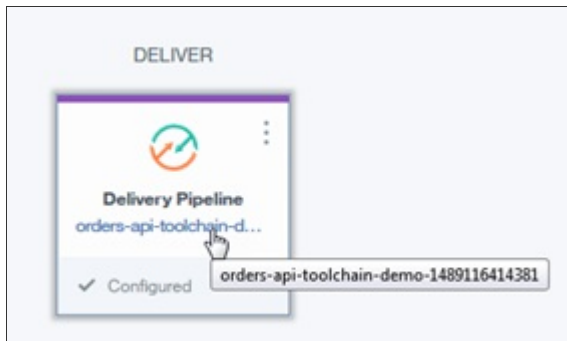 DELIVER
Delivery Pipeline
orders-api-toolchain-d...
orders-api-toolchain-demo-1489116414381
Configured